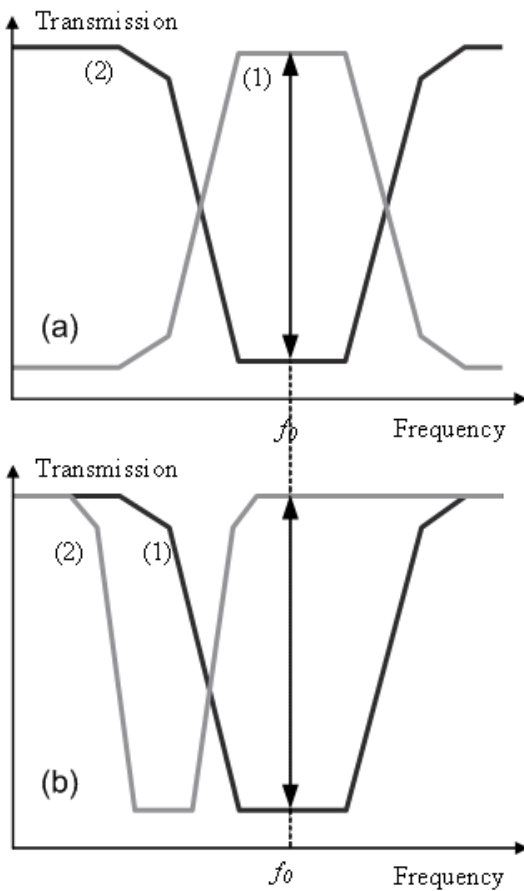 Transmission
(2)
(1)
(a)
f0
Frequency
Transmission
(2)
(1)
(b)
f0
Frequency